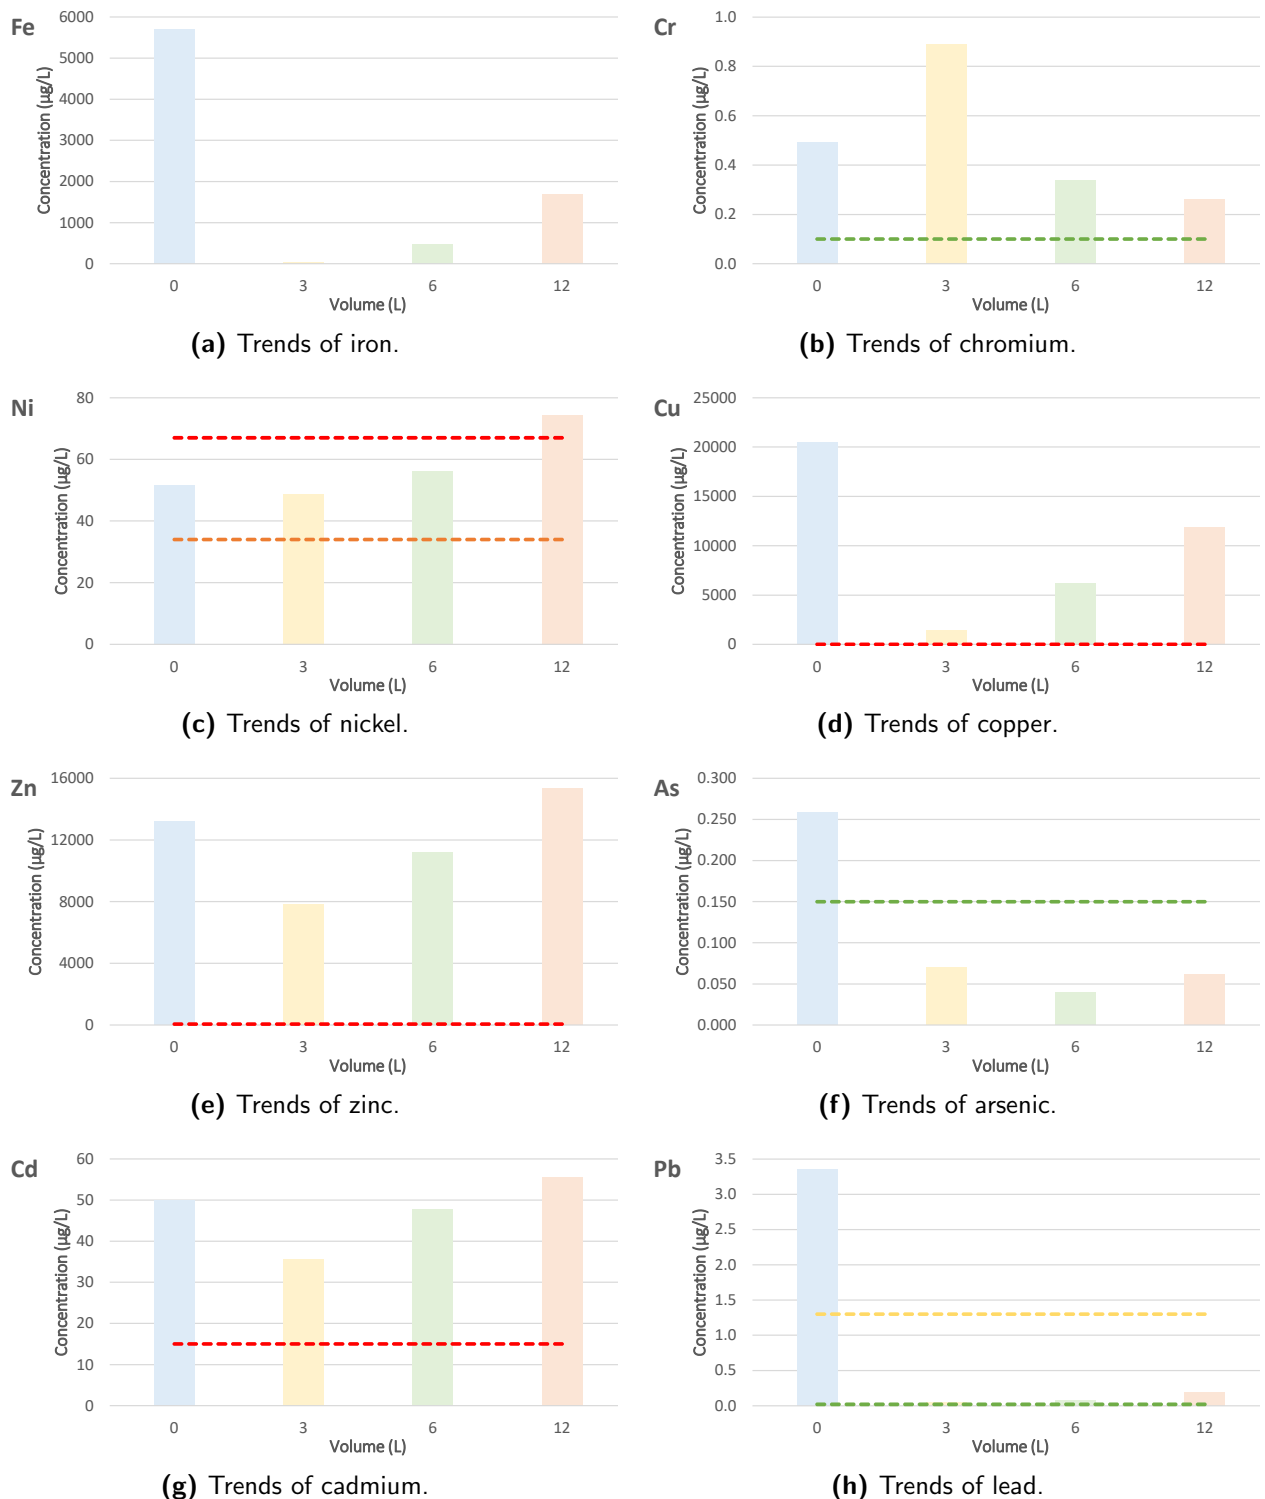 Fe
6000
5000
4000
3000
2000
1000
0
Concentration (µg/L)
0 3 6 12
Volume (L)
(a) Trends of iron.
Cr
1.0
0.8
0.6
0.4
0.2
0.0
Concentration (µg/L)
0 3 6 12
Volume (L)
(b) Trends of chromium.
Ni
80
60
40
20
0
Concentration (µg/L)
0 3 6 12
Volume (L)
(c) Trends of nickel.
Cu
25000
20000
15000
10000
5000
0
Concentration (µg/L)
0 3 6 12
Volume (L)
(d) Trends of copper.
Zn
16000
12000
8000
4000
0
Concentration (µg/L)
0 3 6 12
Volume (L)
(e) Trends of zinc.
As
0.300
0.250
0.200
0.150
0.100
0.050
0.000
Concentration (µg/L)
0 3 6 12
Volume (L)
(f) Trends of arsenic.
Cd
60
50
40
30
20
10
0
Concentration (µg/L)
0 3 6 12
Volume (L)
(g) Trends of cadmium.
Pb
3.5
3.0
2.5
2.0
1.5
1.0
0.5
0.0
Concentration (µg/L)
0 3 6 12
Volume (L)
(h) Trends of lead.